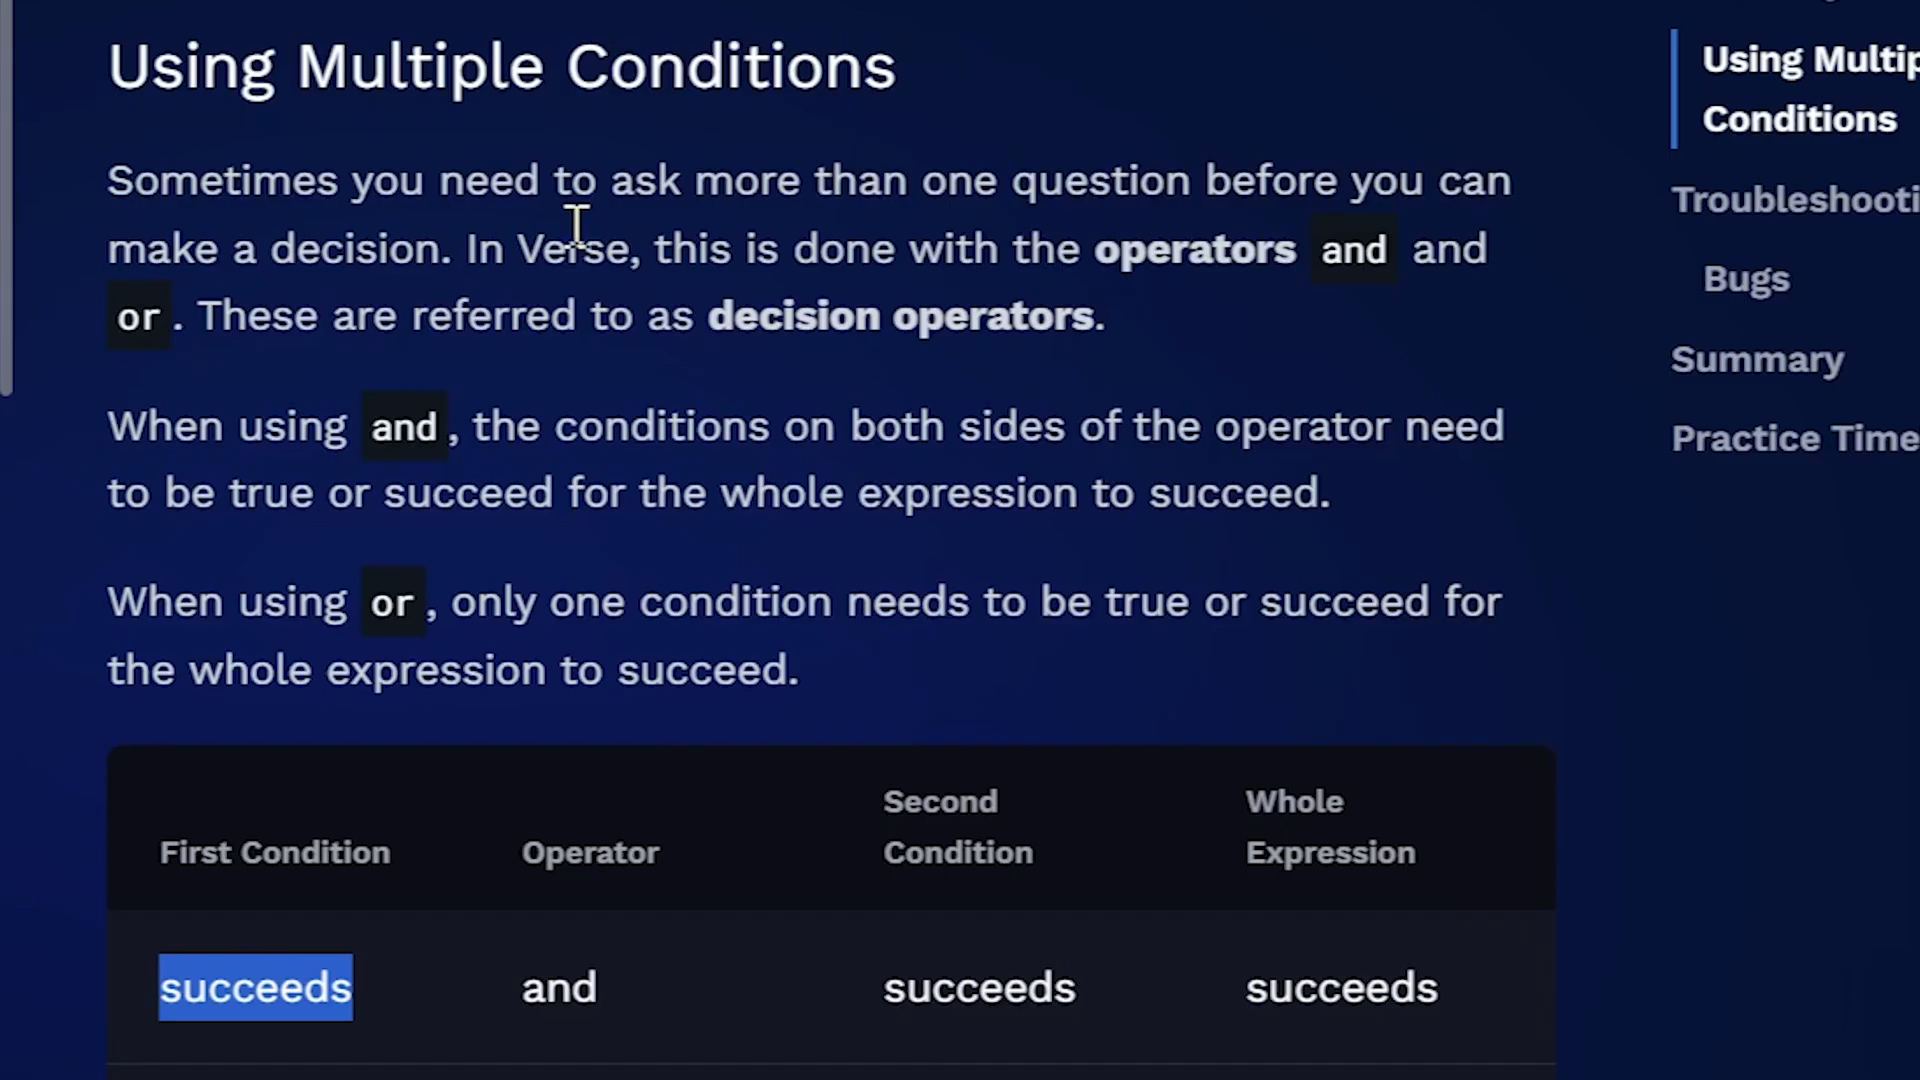 Using Multiple Conditions
Sometimes you need to ask more than one question before you can
make a decision. In Verse, this is done with the operators and and
or. These are referred to as decision operators.
When using and, the conditions on both sides of the operator need
to be true or succeed for the whole expression to succeed.
When using or, only one condition needs to be true or succeed for
the whole expression to succeed.
First Condition
Operator
Second
Condition
Whole
Expression
succeeds
and
succeeds
succeeds
Using
Conditions
Bugs
Summary
Practice Time